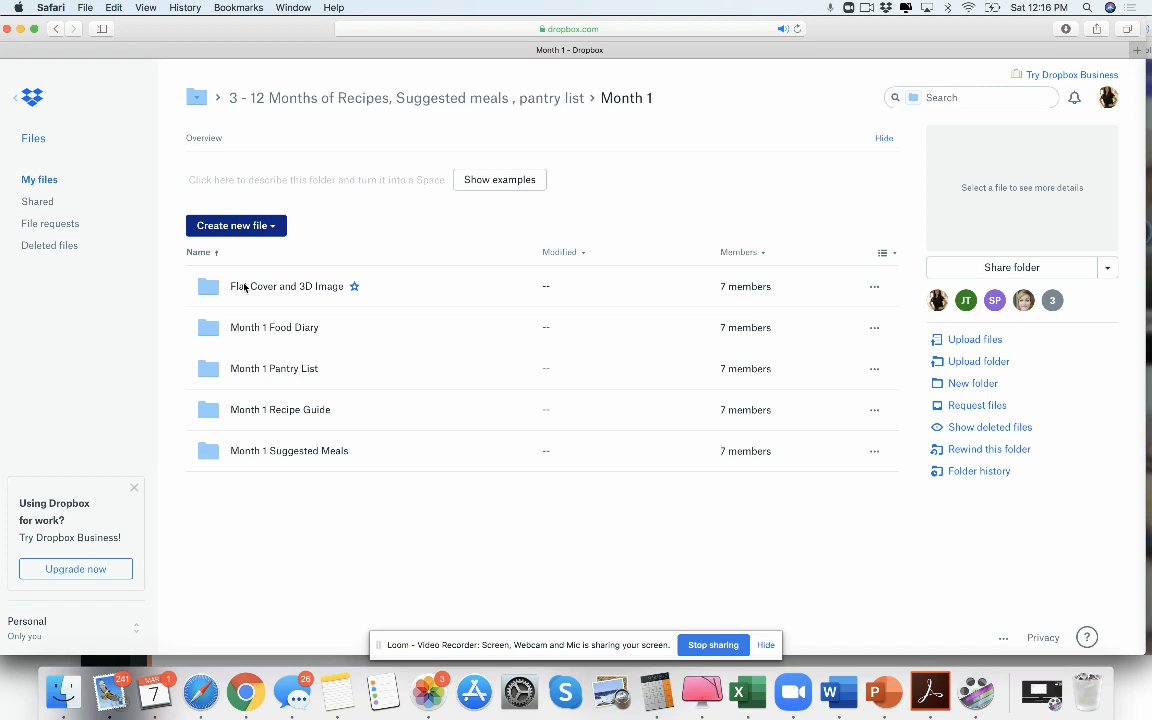 Safari File Edit View History Bookmarks Window Help Sat 12:16 PM
dropbox.com
Month 1 - Dropbox
Try Dropbox Business
3 - 12 Months of Recipes, Suggested meals , pantry list › Month 1
Search
Files
Overview
Hide
My files
Click here to describe this folder and turn it into a Space
Show examples
Select a file to see more details
Shared
File requests
Create new file
Deleted files
Name ↑ Modified Members
Share folder
Flat Cover and 3D Image -- 7 members ...
JT SP 3
Month 1 Food Diary -- 7 members ...
Upload files
Upload folder
Month 1 Pantry List -- 7 members ...
New folder
Request files
Month 1 Recipe Guide -- 7 members ...
Show deleted files
Rewind this folder
Month 1 Suggested Meals -- 7 members ...
Folder history
Using Dropbox
for work?
Try Dropbox Business!
Upgrade now
Personal
Only you
Loom - Video Recorder: Screen, Webcam and Mic is sharing your screen. Stop sharing Hide
... Privacy ?
241 MAR 1 7 26 3
S X W P